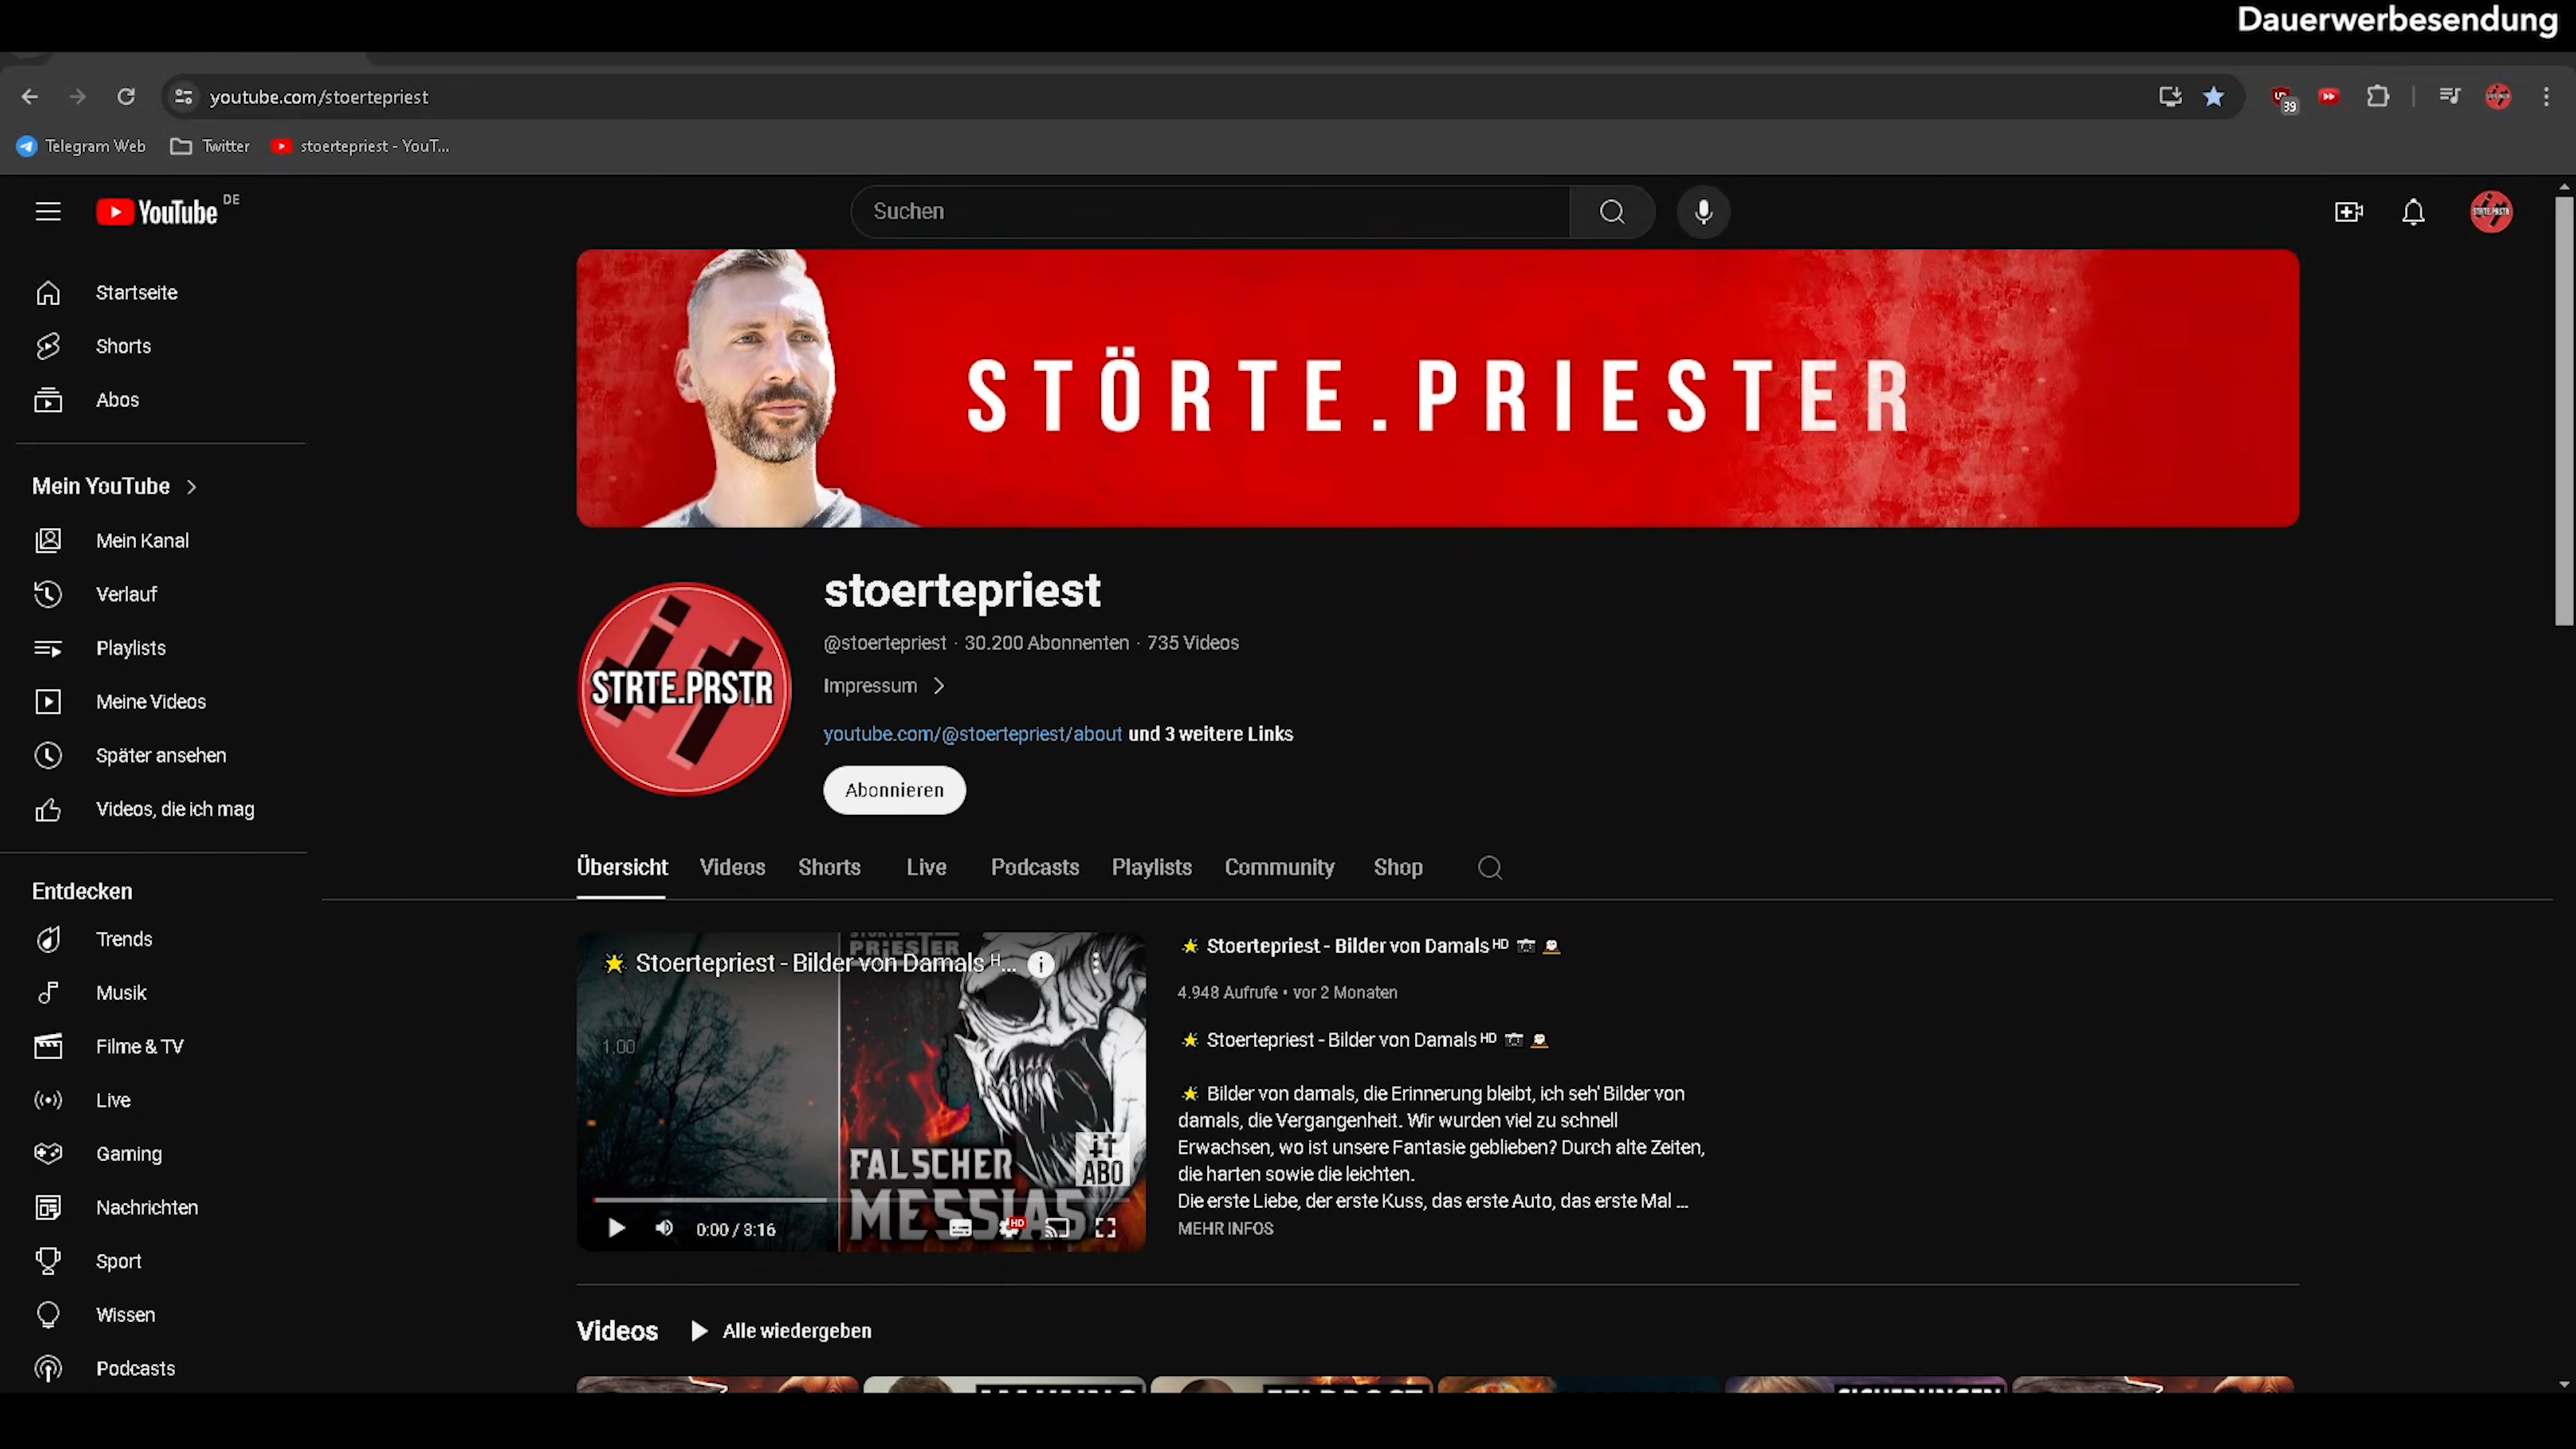 Dauerwerbesendung
youtube.com/stoertepriest
39
Telegram Web
Twitter
stoertepriest - YouT...
YouTube DE
Suchen
Startseite
Shorts
Abos
Mein YouTube
Mein Kanal
Verlauf
Playlists
Meine Videos
Später ansehen
Videos, die ich mag
Entdecken
Trends
Musik
Filme & TV
Live
Gaming
Nachrichten
Sport
Wissen
Podcasts
STÖRTE.PRIESTER
STRTE.PRSTR
stoertepriest
@stoertepriest · 30.200 Abonnenten · 735 Videos
Impressum
youtube.com/@stoertepriest/about und 3 weitere Links
Abonnieren
Übersicht Videos Shorts Live Podcasts Playlists Community Shop
PRIESTER
Stoertepriest - Bilder von Damals ᴴ...
1.00
FALSCHER
MESSIAS
ABO
0:00 / 3:16
HD
Stoertepriest - Bilder von Damals ᴴᴰ
4.948 Aufrufe • vor 2 Monaten
Stoertepriest - Bilder von Damals ᴴᴰ
Bilder von damals, die Erinnerung bleibt, ich seh' Bilder von
damals, die Vergangenheit. Wir wurden viel zu schnell
Erwachsen, wo ist unsere Fantasie geblieben? Durch alte Zeiten,
die harten sowie die leichten.
Die erste Liebe, der erste Kuss, das erste Auto, das erste Mal ...
MEHR INFOS
Videos
Alle wiedergeben